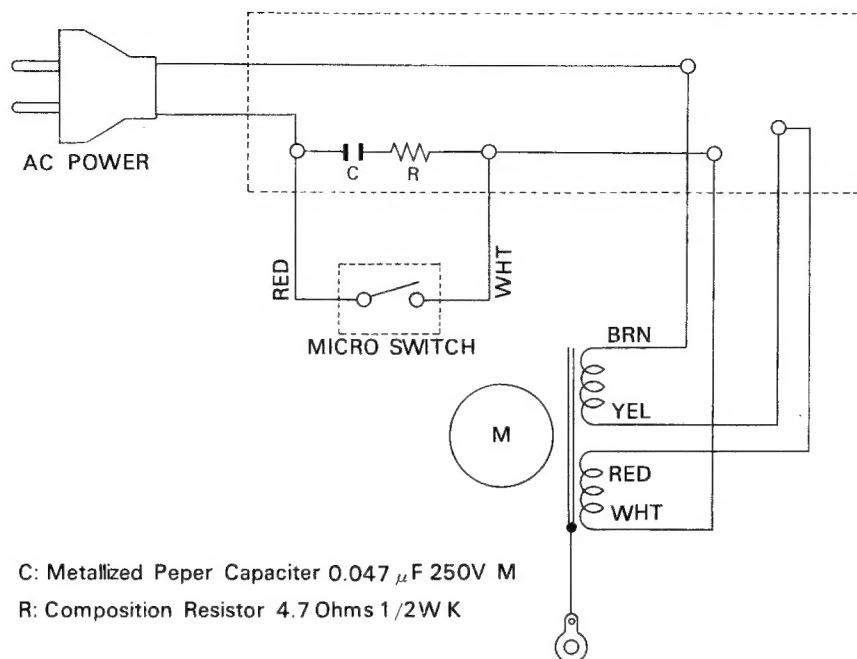 AC POWER
C
R
RED
WHT
MICRO SWITCH
BRN
YEL
M
RED
WHT
C: Metallized Peper Capaciter 0.047 μF 250V M
R: Composition Resistor 4.7 Ohms 1/2W K